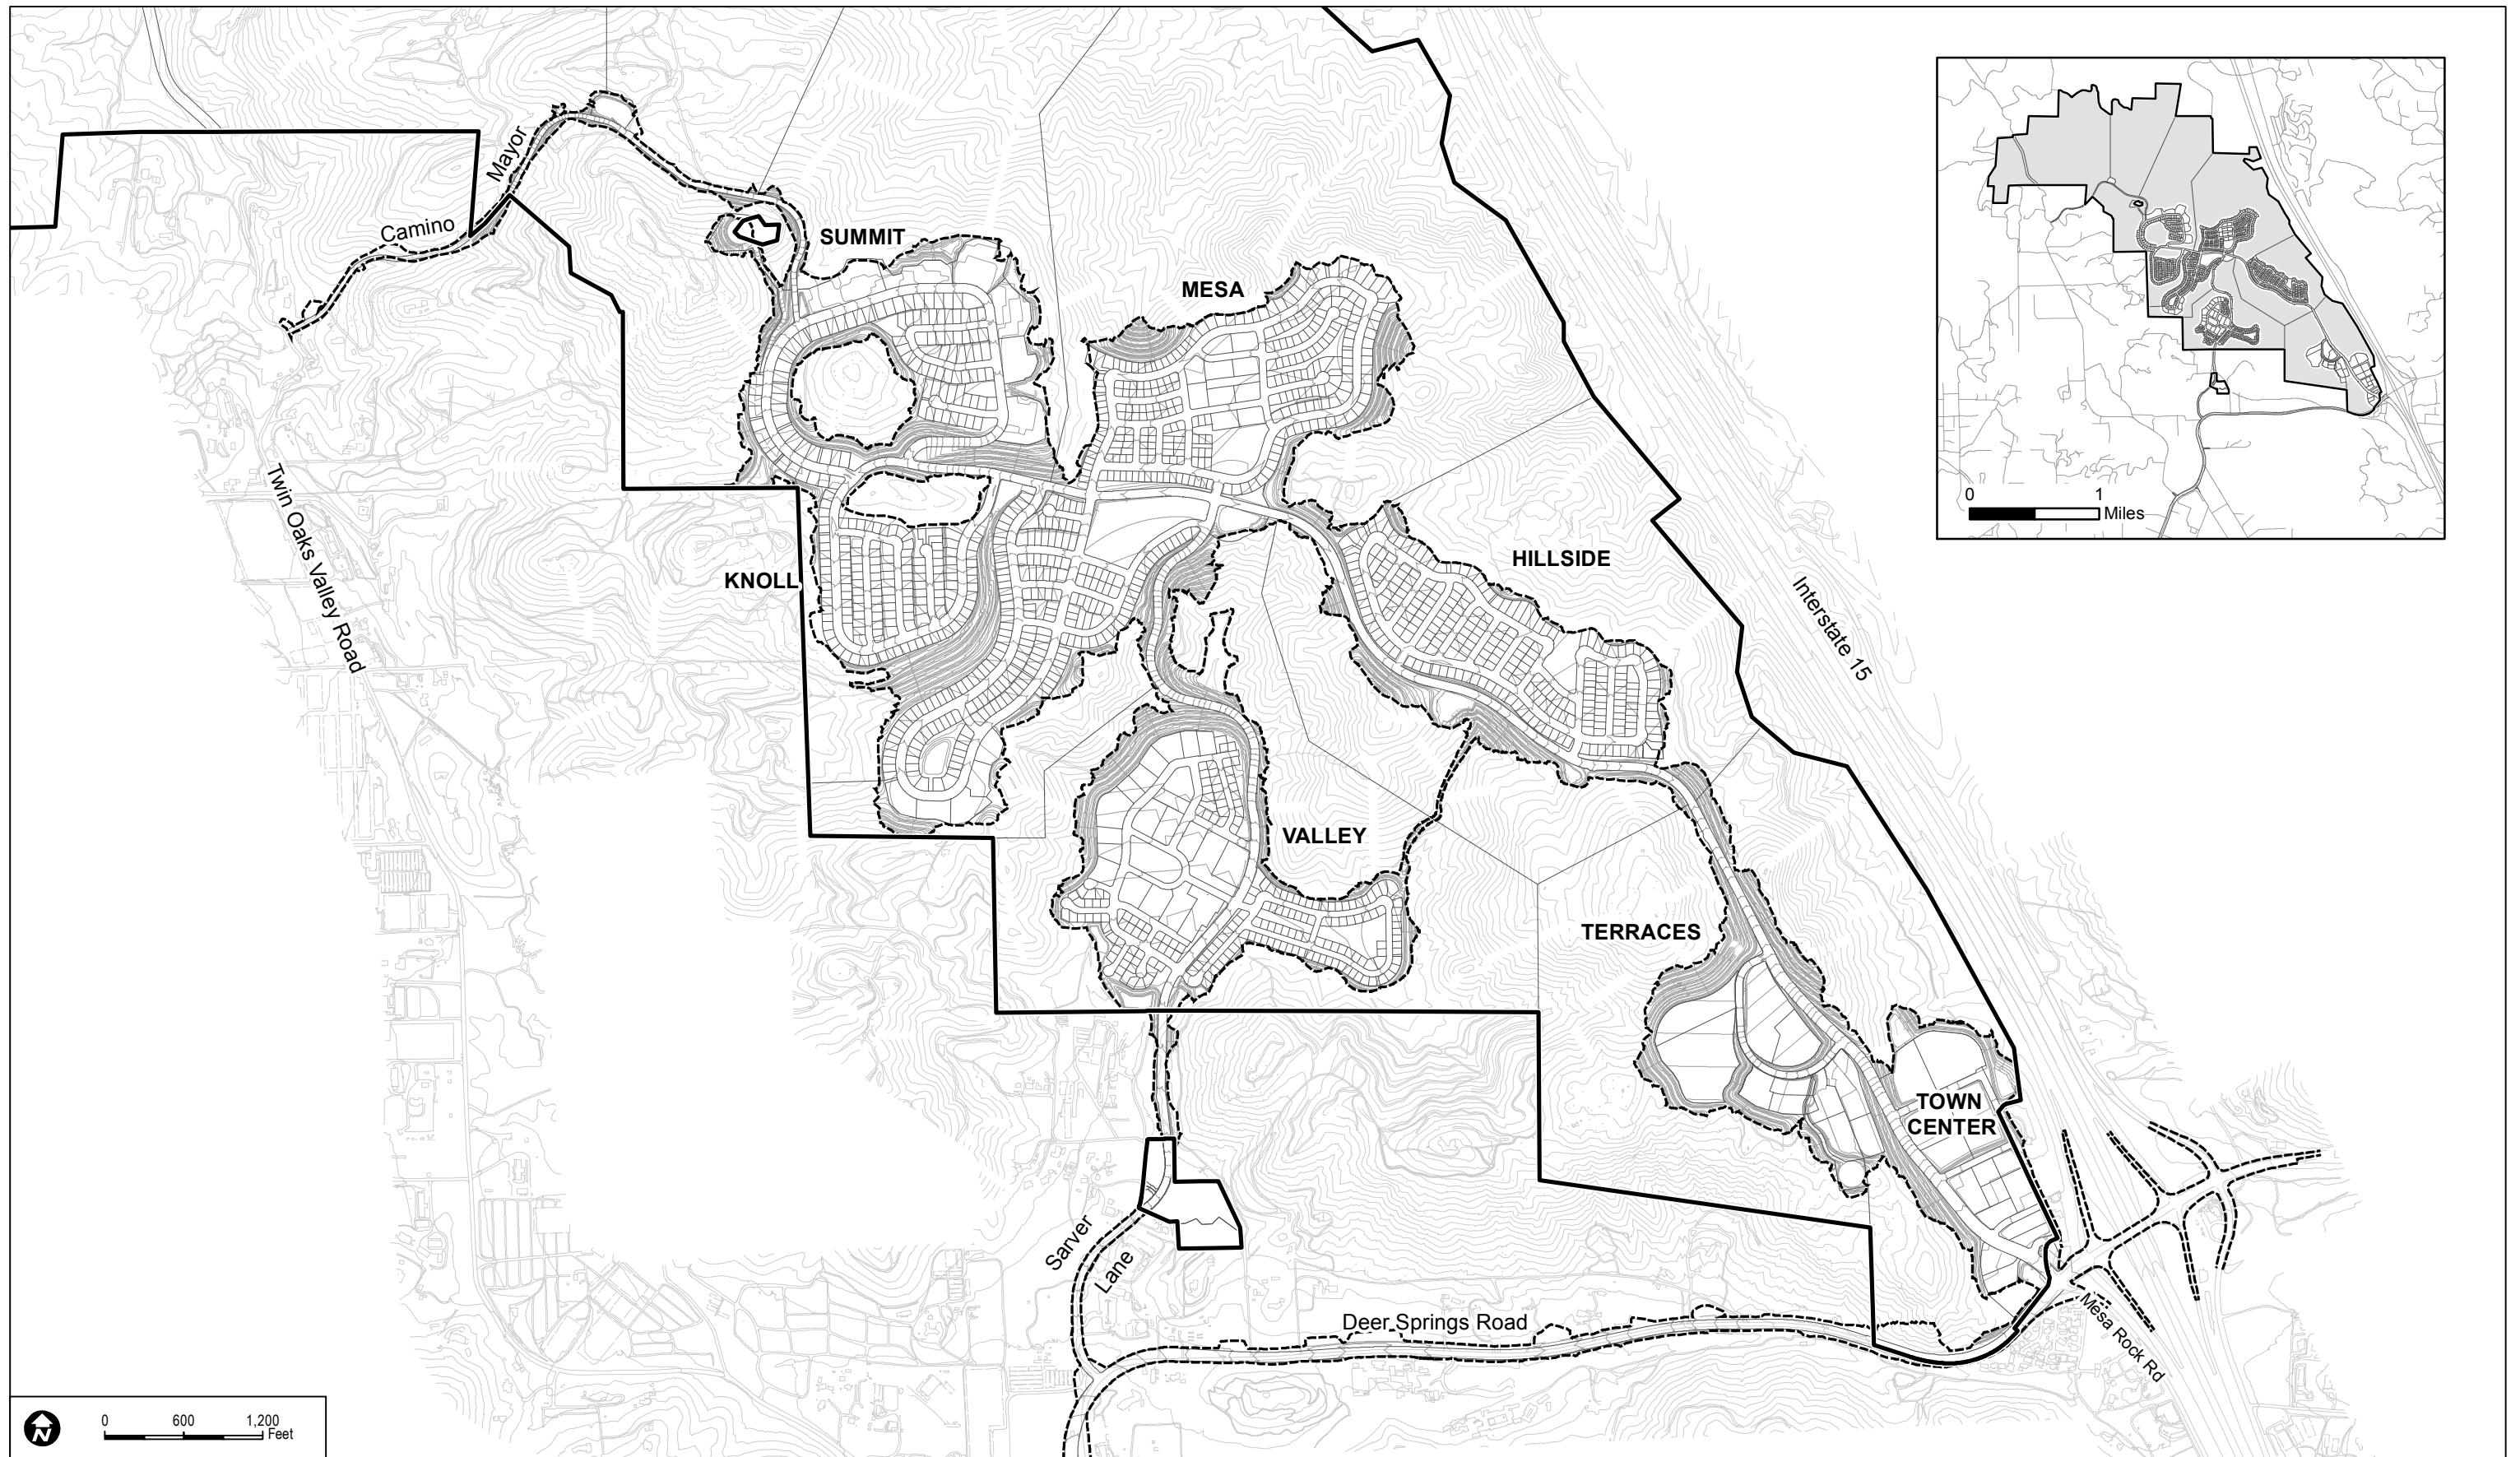 Mayor
Camino
SUMMIT
MESA
0 1
Miles
HILLSIDE
KNOLL
Twin Oaks Valley Road
Interstate 15
VALLEY
TERRACES
TOWN
CENTER
Sarver
Lane
Deer Springs Road
Mesa Rock Rd
N
0 600 1,200
Feet